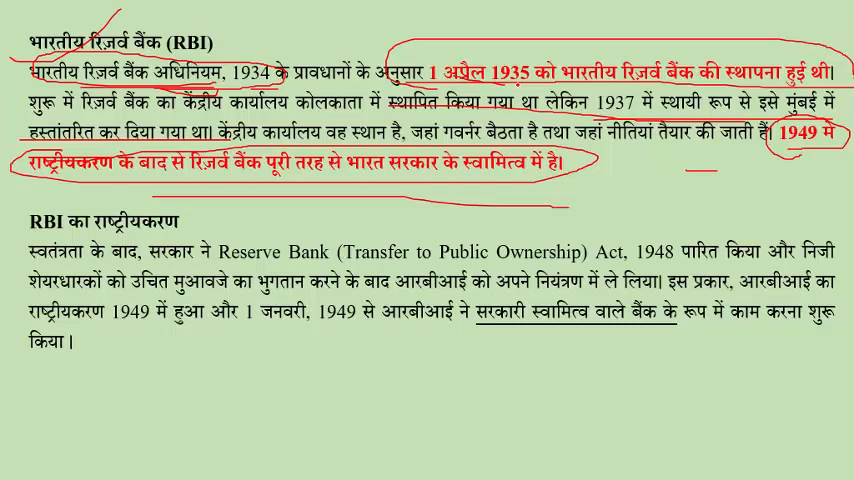 भारतीय रिज़र्व बैंक (RBI)
भारतीय रिज़र्व बैंक अधिनियम, 1934 के प्रावधानों के अनुसार 1 अप्रैल 1935 को भारतीय रिज़र्व बैंक की स्थापना हुई थी।
शुरू में रिज़र्व बैंक का केंद्रीय कार्यालय कोलकाता में स्थापित किया गया था लेकिन 1937 में स्थायी रूप से इसे मुंबई में
हस्तांतरित कर दिया गया था। केंद्रीय कार्यालय वह स्थान है, जहां गवर्नर बैठता है तथा जहां नीतियां तैयार की जाती हैं। 1949 में
राष्ट्रीयकरण के बाद से रिज़र्व बैंक पूरी तरह से भारत सरकार के स्वामित्व में है।
RBI का राष्ट्रीयकरण
स्वतंत्रता के बाद, सरकार ने Reserve Bank (Transfer to Public Ownership) Act, 1948 पारित किया और निजी
शेयरधारकों को उचित मुआवजे का भुगतान करने के बाद आरबीआई को अपने नियंत्रण में ले लिया। इस प्रकार, आरबीआई का
राष्ट्रीयकरण 1949 में हुआ और 1 जनवरी, 1949 से आरबीआई ने सरकारी स्वामित्व वाले बैंक के रूप में काम करना शुरू
किया।